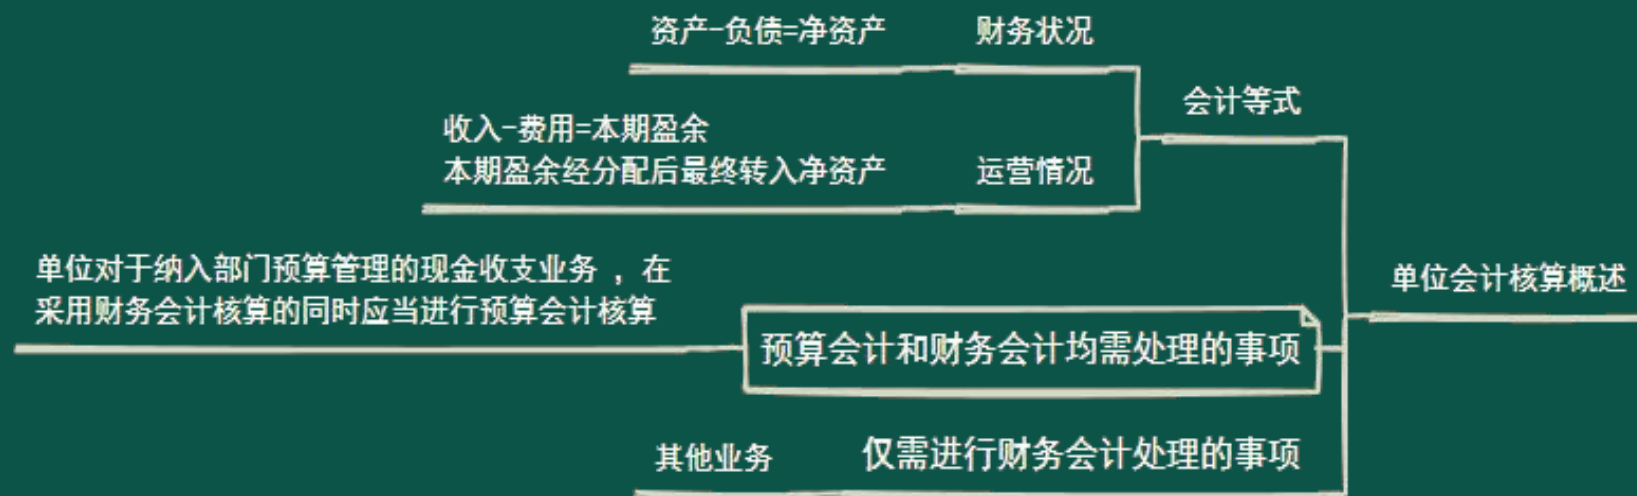 资产-负债=净资产
财务状况
会计等式
收入-费用=本期盈余
本期盈余经分配后最终转入净资产
运营情况
单位对于纳入部门预算管理的现金收支业务，在
采用财务会计核算的同时应当进行预算会计核算
单位会计核算概述
预算会计和财务会计均需处理的事项
其他业务
仅需进行财务会计处理的事项